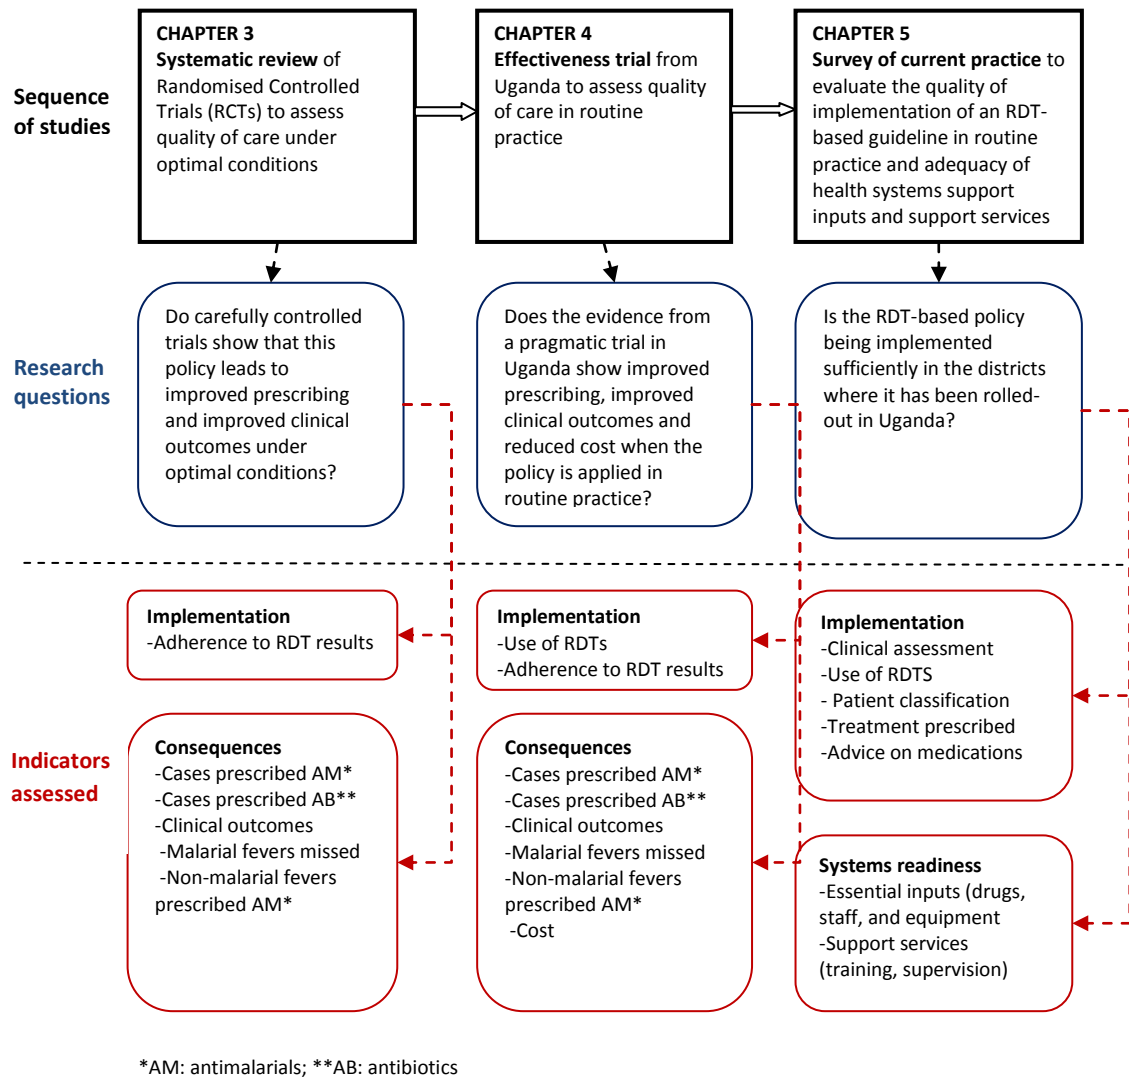 Sequence
of studies
CHAPTER 3
Systematic review of
Randomised Controlled
Trials (RCTs) to assess
quality of care under
optimal conditions
CHAPTER 4
Effectiveness trial from
Uganda to assess quality
of care in routine
practice
CHAPTER 5
Survey of current practice to
evaluate the quality of
implementation of an RDT-
based guideline in routine
practice and adequacy of
health systems support
inputs and support services
Research
questions
Do carefully controlled
trials show that this
policy leads to
improved prescribing
and improved clinical
outcomes under
optimal conditions?
Does the evidence from
a pragmatic trial in
Uganda show improved
prescribing, improved
clinical outcomes and
reduced cost when the
policy is applied in
routine practice?
Is the RDT-based policy
being implemented
sufficiently in the districts
where it has been rolled-
out in Uganda?
Indicators
assessed
Implementation
-Adherence to RDT results
Consequences
-Cases prescribed AM*
-Cases prescribed AB**
-Clinical outcomes
-Malarial fevers missed
-Non-malarial fevers
prescribed AM*
Implementation
-Use of RDTs
-Adherence to RDT results
Consequences
-Cases prescribed AM*
-Cases prescribed AB**
-Clinical outcomes
-Malarial fevers missed
-Non-malarial fevers
prescribed AM*
-Cost
Implementation
-Clinical assessment
-Use of RDTS
- Patient classification
-Treatment prescribed
-Advice on medications
Systems readiness
-Essential inputs (drugs,
staff, and equipment
-Support services
(training, supervision)
*AM: antimalarials; **AB: antibiotics